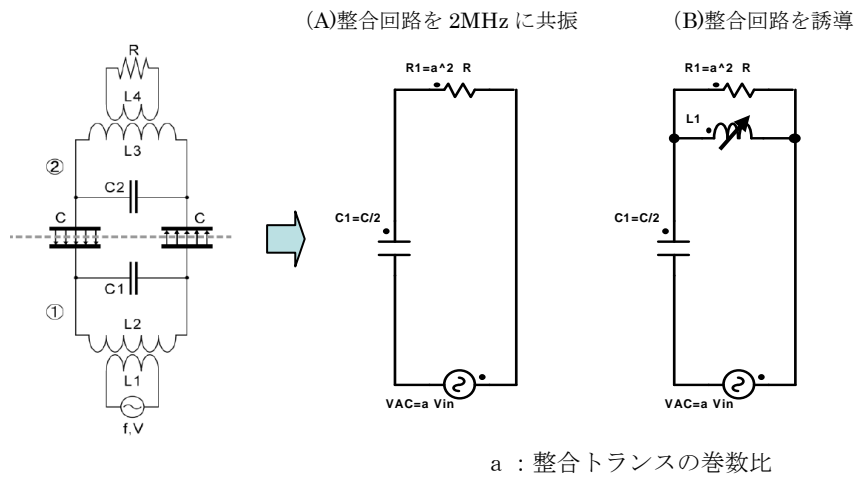 (A)整合回路を 2MHz に共振
(B)整合回路を誘導
R
L4
L3
②
C2
C
C
C1
①
L2
L1
f,V
R1=a^2 R
C1=C/2
VAC=a Vin
R1=a^2 R
L1
C1=C/2
VAC=a Vin
a ：整合トランスの巻数比